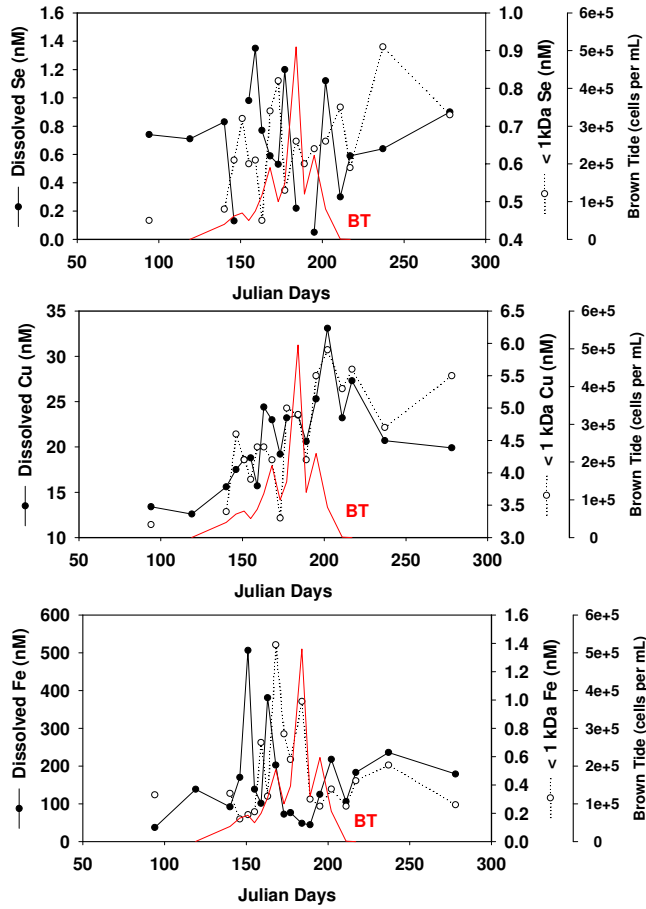 Dissolved Se (nM)
1.6
1.4
1.2
1.0
0.8
0.6
0.4
0.2
0.0
BT
1.0
0.9
0.8
0.7
0.6
0.5
0.4
< 1kDa Se (nM)
6e+5
5e+5
4e+5
3e+5
2e+5
1e+5
0
Brown Tide (cells per mL)
50 100 150 200 250 300
Julian Days
Dissolved Cu (nM)
35
30
25
20
15
10
BT
6.5
6.0
5.5
5.0
4.5
4.0
3.5
3.0
< 1 kDa Cu (nM)
6e+5
5e+5
4e+5
3e+5
2e+5
1e+5
0
Brown Tide (cells per mL)
50 100 150 200 250 300
Julian Days
Dissolved Fe (nM)
600
500
400
300
200
100
0
BT
1.6
1.4
1.2
1.0
0.8
0.6
0.4
0.2
0.0
< 1 kDa Fe (nM)
6e+5
5e+5
4e+5
3e+5
2e+5
1e+5
0
Brown Tide (cells per mL)
50 100 150 200 250 300
Julian Days